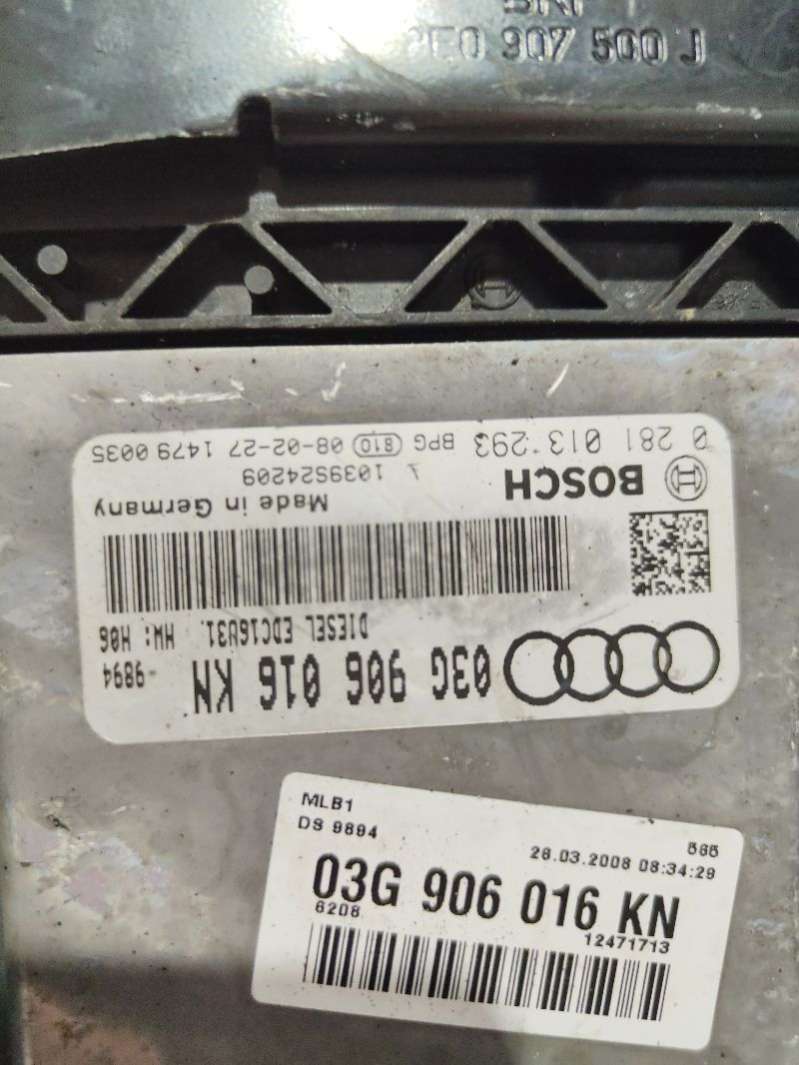 907 500 J
0 281 013 293 BPG 810 08-02-27 1479 0035
1039S24209
BOSCH
Made in Germany
DIESEL EDC16U31. HW: H06
03G 906 016 KN
-9894
MLB1
DS 9894
565
28.03.2008 08:34:29
03G 906 016 KN
6208
12471713